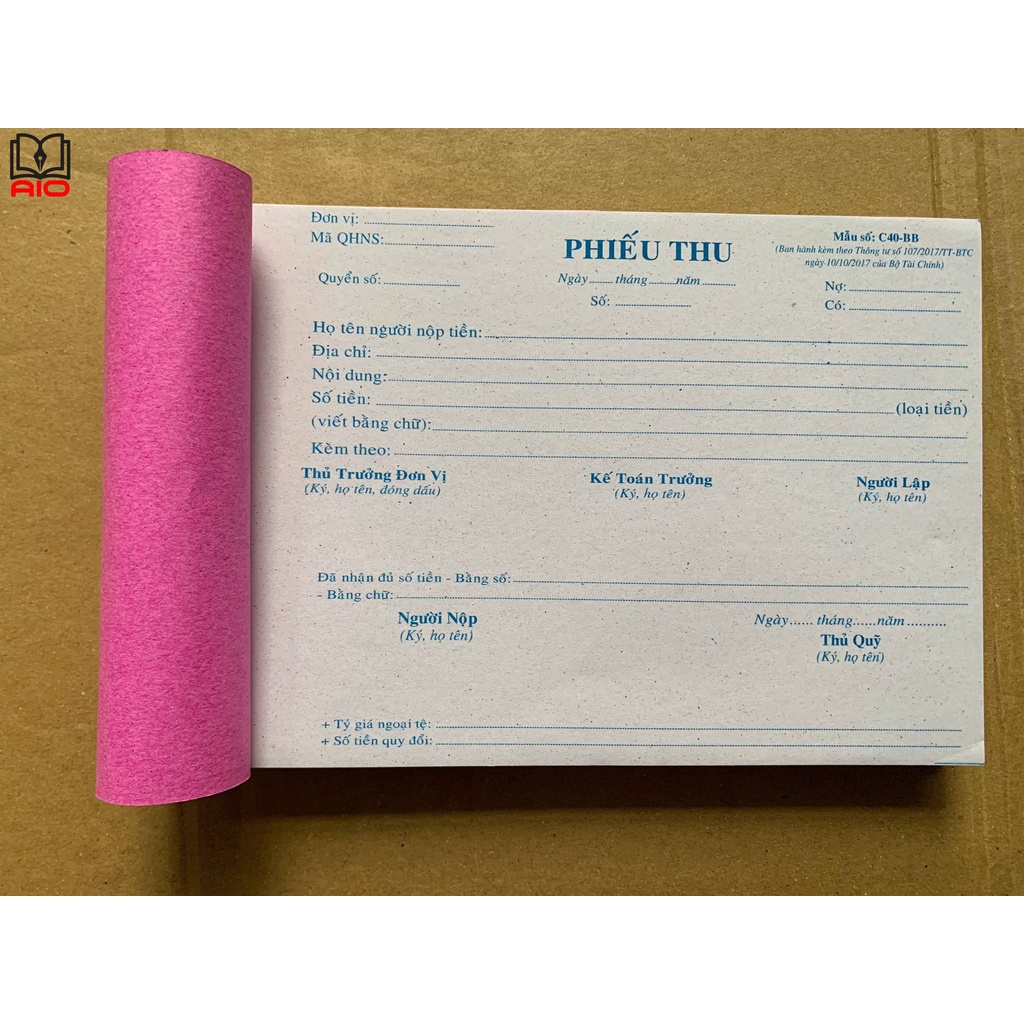 AIO
Đơn vị:
Mã QHNS:
PHIẾU THU
Mẫu số: C40-BB
(Ban hành kèm theo Thông tư số 107/2017/TT-BTC
ngày 10/10/2017 của Bộ Tài Chính)
Quyển số:
Ngày........ tháng ........năm
Số:
Nợ:
Có:
Họ tên người nộp tiền:
Địa chỉ:
Nội dung:
Số tiền: (loại tiền)
(viết bằng chữ):
Kèm theo:
Thủ Trưởng Đơn Vị Kế Toán Trưởng Người Lập
(Ký, họ tên, đóng dấu) (Ký, họ tên) (Ký, họ tên)
Đã nhận đủ số tiền - Bằng số:
- Bằng chữ:
Người Nộp
(Ký, họ tên)
Ngày...... tháng......năm ..........
Thủ Quỹ
(Ký, họ tên)
+ Tỷ giá ngoại tệ:
+ Số tiền quy đổi: